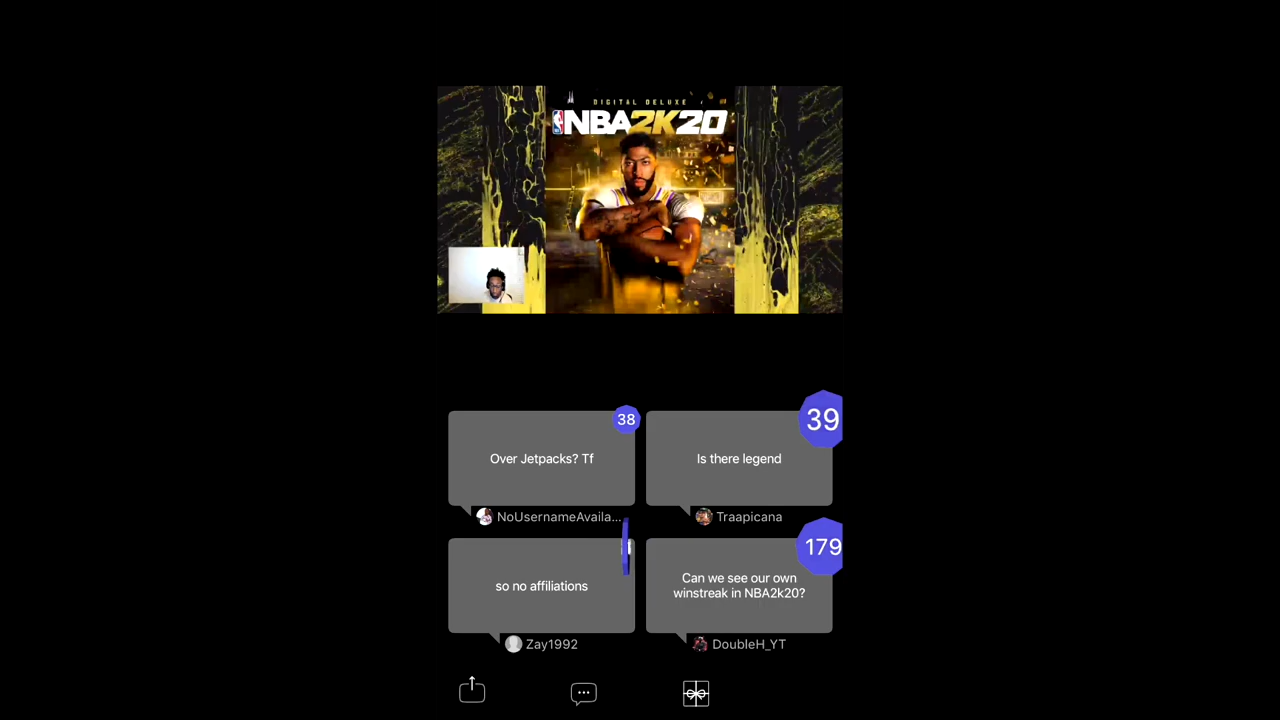 DIGITAL DELUXE
NBA2K20
38
39
Over Jetpacks? Tf
Is there legend
NoUsernameAvaila...
Traapicana
179
so no affiliations
Can we see our own
winstreak in NBA2k20?
Zay1992
DoubleH_YT